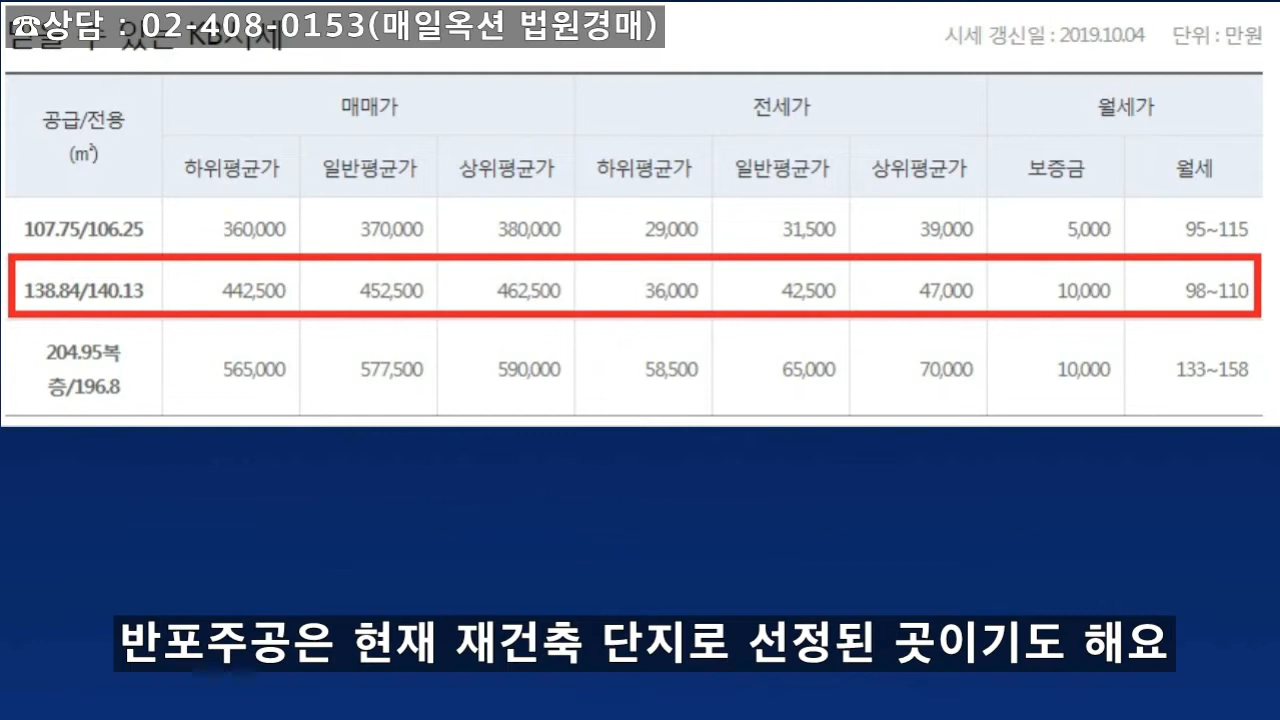 ☎상담 : 02-408-0153(매일옥션 법원경매)
KB시세
시세 갱신일 : 2019.10.04 단위 : 만원
공급/전용 (㎡) 매매가 전세가 월세가
하위평균가 일반평균가 상위평균가 하위평균가 일반평균가 상위평균가 보증금 월세
107.75/106.25 360,000 370,000 380,000 29,000 31,500 39,000 5,000 95~115
138.84/140.13 442,500 452,500 462,500 36,000 42,500 47,000 10,000 98~110
204.95복
층/196.8 565,000 577,500 590,000 58,500 65,000 70,000 10,000 133~158
반포주공은 현재 재건축 단지로 선정된 곳이기도 해요